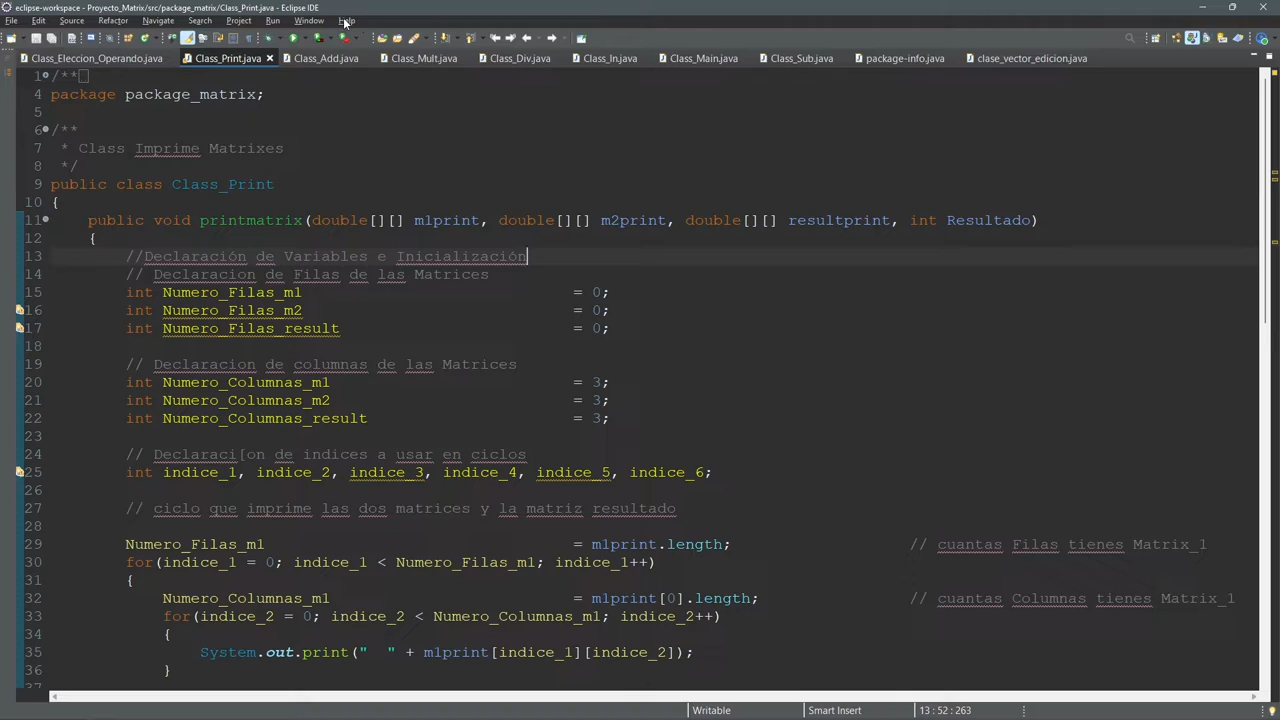 eclipse-workspace - Proyecto_Matrix/src/package_matrix/Class_Print.java - Eclipse IDE
File Edit Source Refactor Navigate Search Project Run Window Help
Class_Eleccion_Operando.java Class_Print.java Class_Add.java Class_Mult.java Class_Div.java Class_In.java Class_Main.java Class_Sub.java package-info.java clase_vector_edicion.java
1 /**
4 package package_matrix;
5
6 /**
7 * Class Imprime Matrixes
8 */
9 public class Class_Print
10 {
11 public void printmatrix(double[][] m1print, double[][] m2print, double[][] resultprint, int Resultado)
12 {
13 //Declaración de Variables e Inicialización
14 // Declaracion de Filas de las Matrices
15 int Numero_Filas_m1 = 0;
16 int Numero_Filas_m2 = 0;
17 int Numero_Filas_result = 0;
18
19 // Declaracion de columnas de las Matrices
20 int Numero_Columnas_m1 = 3;
21 int Numero_Columnas_m2 = 3;
22 int Numero_Columnas_result = 3;
23
24 // Declaraci[on de indices a usar en ciclos
25 int indice_1, indice_2, indice_3, indice_4, indice_5, indice_6;
26
27 // ciclo que imprime las dos matrices y la matriz resultado
28
29 Numero_Filas_m1 = m1print.length; // cuantas Filas tienes Matrix_1
30 for(indice_1 = 0; indice_1 < Numero_Filas_m1; indice_1++)
31 {
32 Numero_Columnas_m1 = m1print[0].length; // cuantas Columnas tienes Matrix_1
33 for(indice_2 = 0; indice_2 < Numero_Columnas_m1; indice_2++)
34 {
35 System.out.print("  " + m1print[indice_1][indice_2]);
36 }
37
Writable Smart Insert 13 : 52 : 263